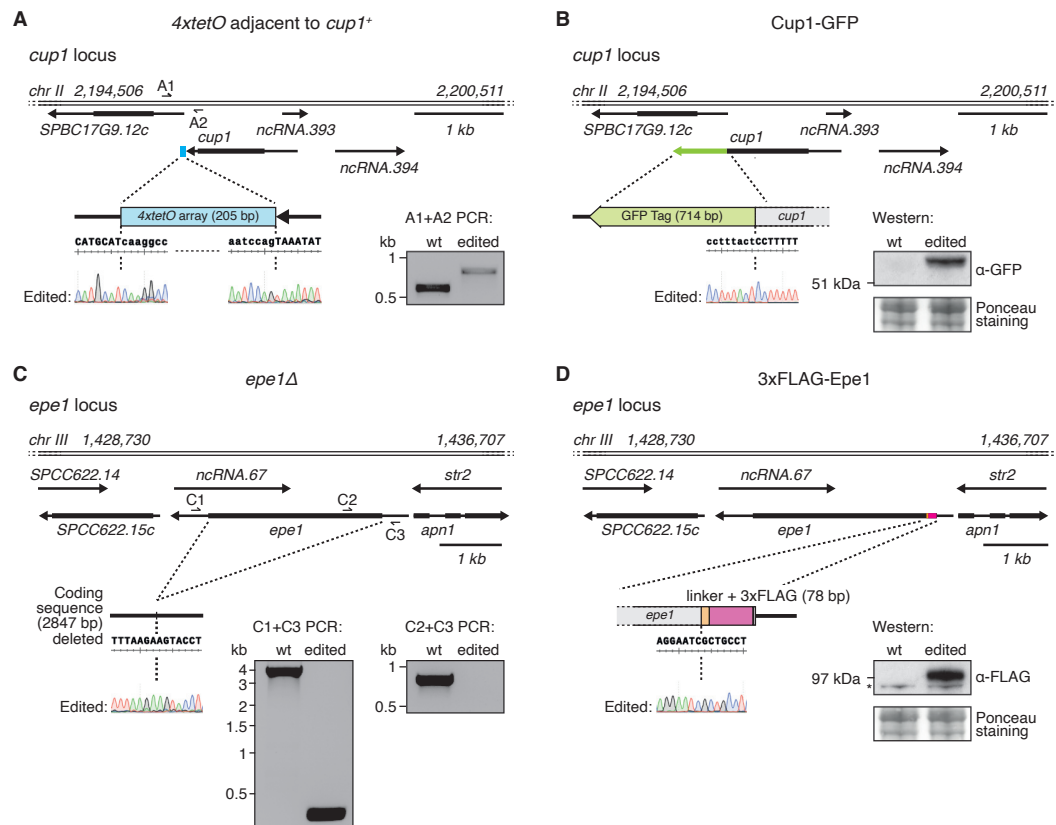 A
4xtetO adjacent to cup1+
cup1 locus
chr II 2,194,506 A1 2,200,511
SPBC17G9.12c A2 ncRNA.393 1 kb
cup1
ncRNA.394
4xtetO array (205 bp)
CATGCATcaaggcc aatccagTAAATAT
Edited:
A1+A2 PCR:
kb wt edited
1
0.5
B
Cup1-GFP
cup1 locus
chr II 2,194,506 2,200,511
SPBC17G9.12c ncRNA.393 1 kb
cup1
ncRNA.394
GFP Tag (714 bp) cup1
cctttactCCTTTTT
Edited:
Western:
wt edited
α-GFP
51 kDa
Ponceau
staining
C
epe1Δ
epe1 locus
chr III 1,428,730 1,436,707
SPCC622.14 ncRNA.67 str2
C1 C2
SPCC622.15c epe1 C3 apn1
1 kb
Coding
sequence
(2847 bp)
deleted
TTTAAGAAGTACCT
Edited:
C1+C3 PCR:
kb wt edited
4
3
2
1.5
1
0.5
C2+C3 PCR:
kb wt edited
1
0.5
D
3xFLAG-Epe1
epe1 locus
chr III 1,428,730 1,436,707
SPCC622.14 ncRNA.67 str2
SPCC622.15c epe1 apn1
1 kb
linker + 3xFLAG (78 bp)
epe1
AGGAATCGCTGCCT
Edited:
Western:
wt edited
97 kDa
*
α-FLAG
Ponceau
staining